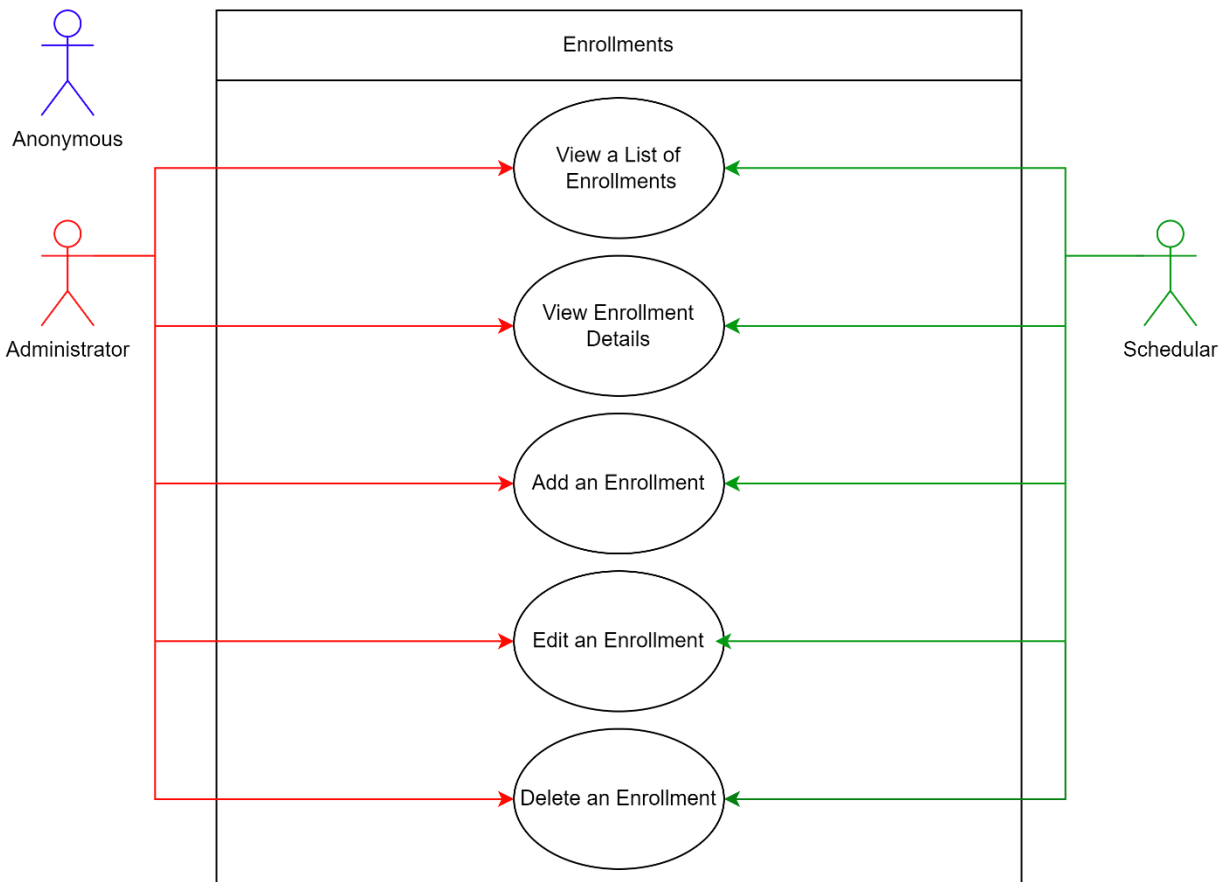 Enrollments
Anonymous
View a List of
Enrollments
Administrator
View Enrollment
Details
Schedular
Add an Enrollment
Edit an Enrollment
Delete an Enrollment